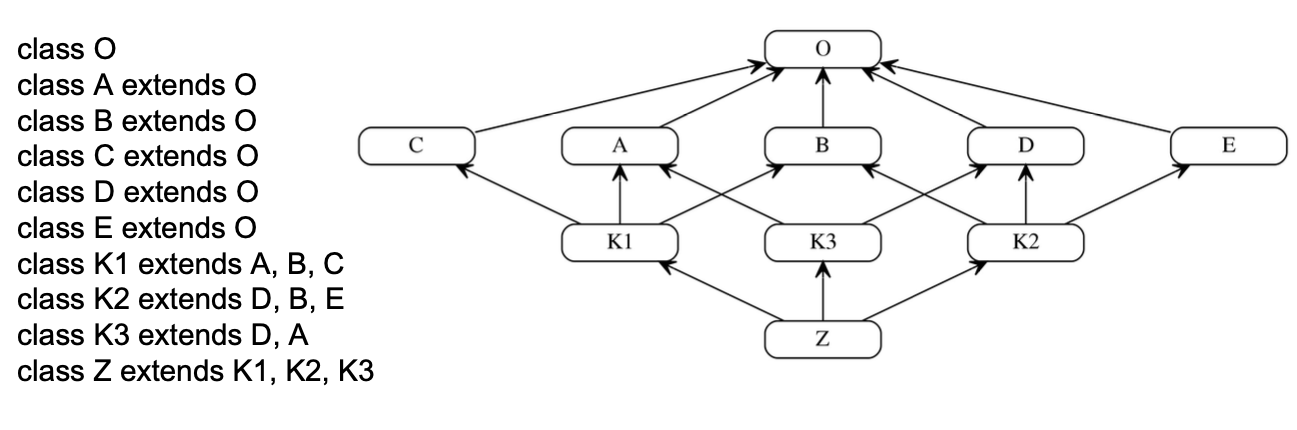 class O
class A extends O
class B extends O
class C extends O
class D extends O
class E extends O
class K1 extends A, B, C
class K2 extends D, B, E
class K3 extends D, A
class Z extends K1, K2, K3
O
C A B D E
K1 K3 K2
Z